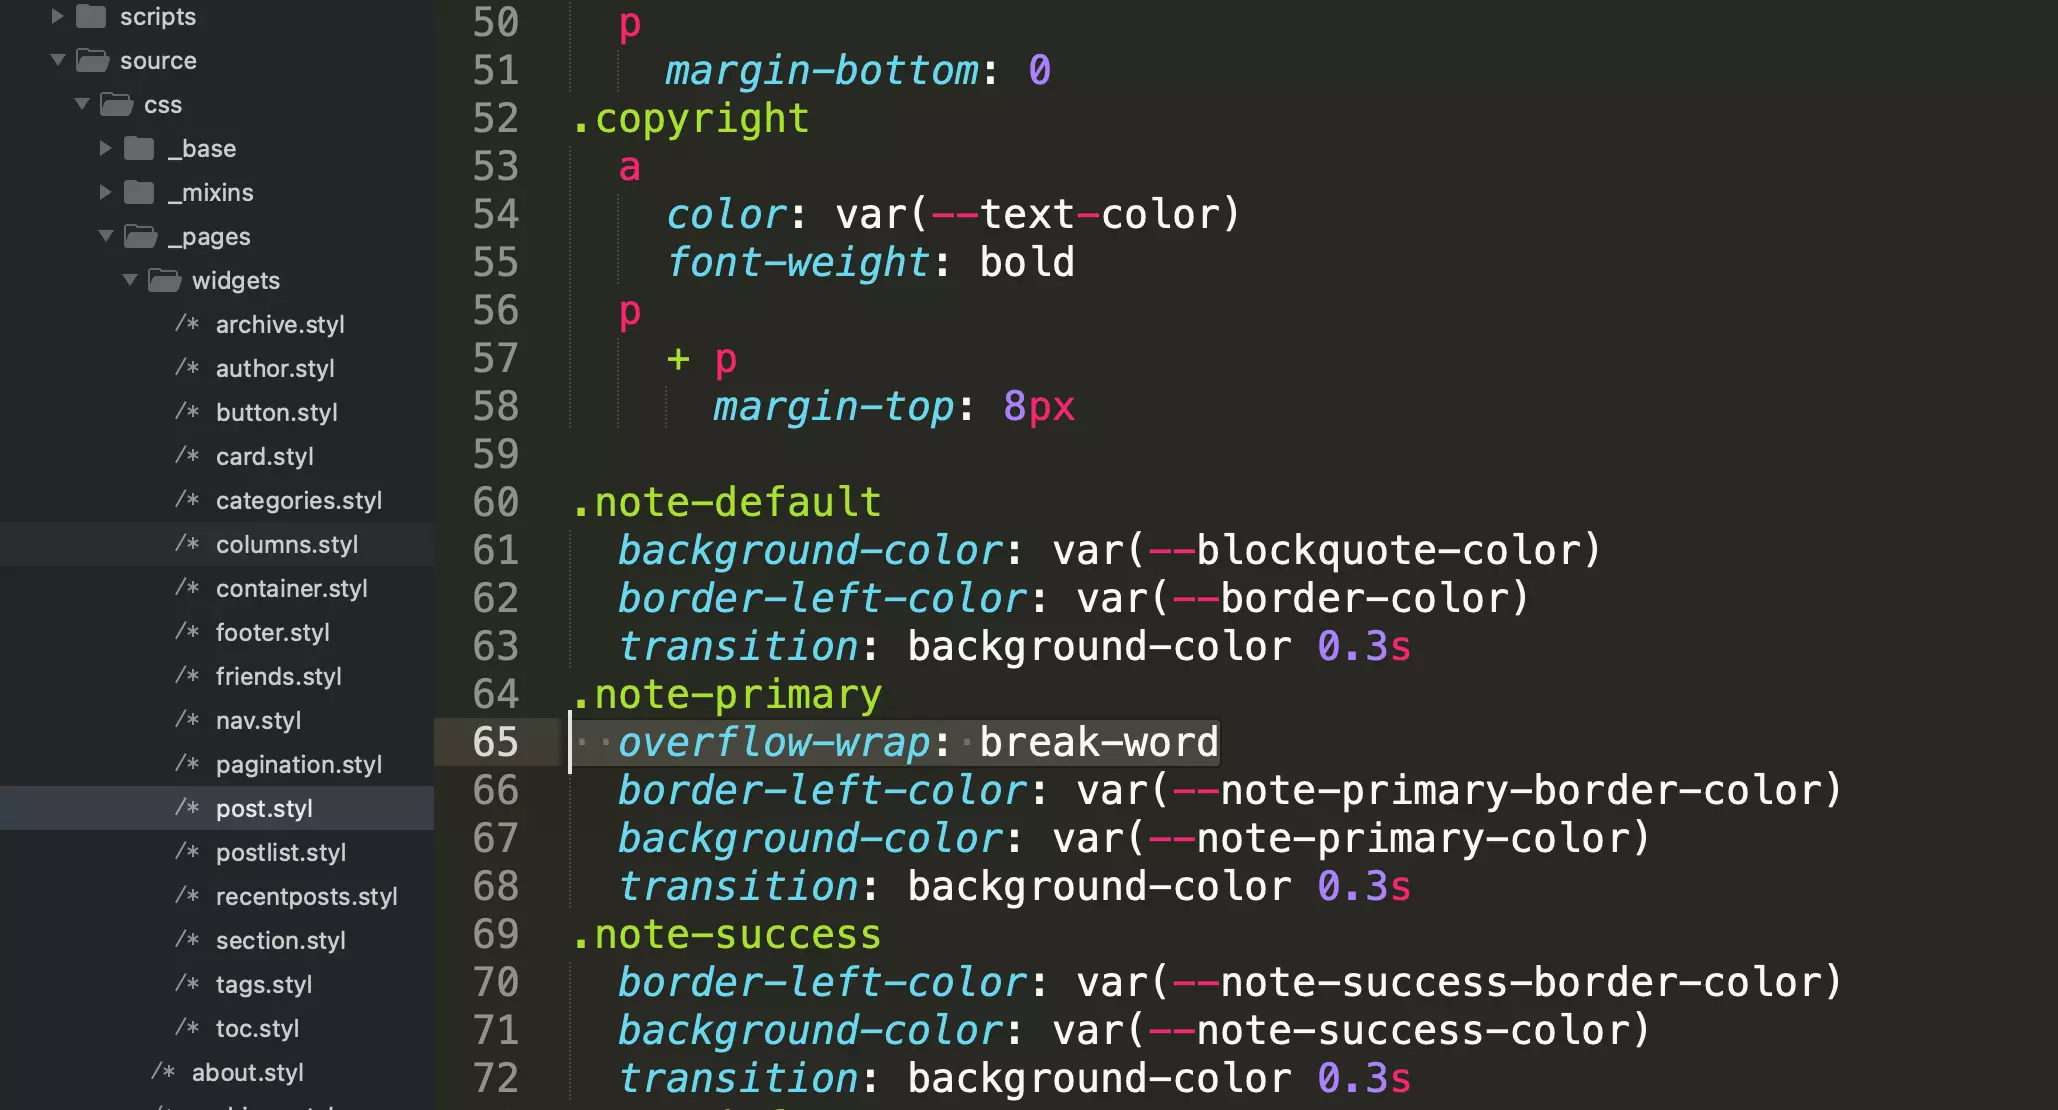 scripts
source
css
_base
_mixins
_pages
widgets
/* archive.styl
/* author.styl
/* button.styl
/* card.styl
/* categories.styl
/* columns.styl
/* container.styl
/* footer.styl
/* friends.styl
/* nav.styl
/* pagination.styl
/* post.styl
/* postlist.styl
/* recentposts.styl
/* section.styl
/* tags.styl
/* toc.styl
/* about.styl
50 p
51 margin-bottom: 0
52 .copyright
53 a
54 color: var(--text-color)
55 font-weight: bold
56 p
57 + p
58 margin-top: 8px
59
60 .note-default
61 background-color: var(--blockquote-color)
62 border-left-color: var(--border-color)
63 transition: background-color 0.3s
64 .note-primary
65 overflow-wrap: break-word
66 border-left-color: var(--note-primary-border-color)
67 background-color: var(--note-primary-color)
68 transition: background-color 0.3s
69 .note-success
70 border-left-color: var(--note-success-border-color)
71 background-color: var(--note-success-color)
72 transition: background-color 0.3s